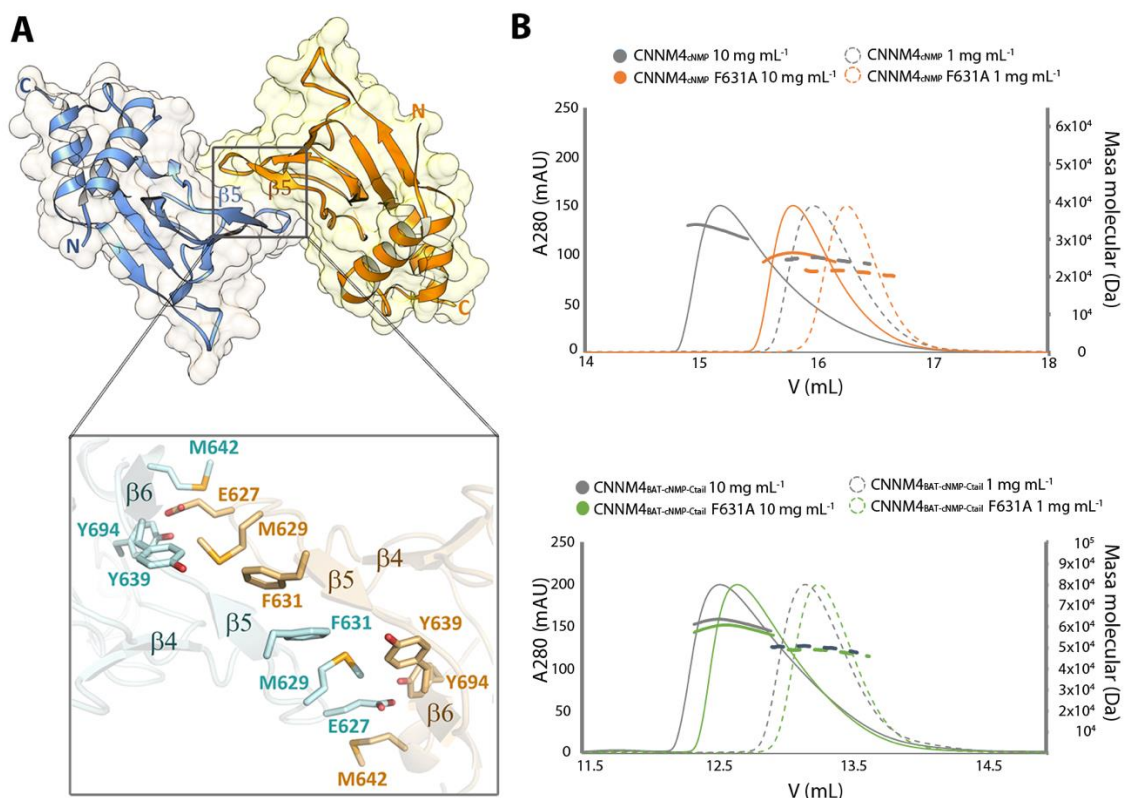 A
C
N
β5
β5
N
C
M642
β6
E627
M629
Y694
Y639
F631
β5
β4
β4
β5
F631
Y639
M629
Y694
E627
β6
M642
B
CNNM4cNMP 10 mg mL⁻¹
CNNM4cNMP 1 mg mL⁻¹
CNNM4cNMP F631A 10 mg mL⁻¹
CNNM4cNMP F631A 1 mg mL⁻¹
A280 (mAU)
250
200
150
100
50
0
14
15
16
17
18
V (mL)
6x10⁴
5x10⁴
4x10⁴
3x10⁴
2x10⁴
10⁴
0
Masa molecular (Da)
CNNM4BAT-cNMP-Ctail 10 mg mL⁻¹
CNNM4BAT-cNMP-Ctail 1 mg mL⁻¹
CNNM4BAT-cNMP-Ctail F631A 10 mg mL⁻¹
CNNM4BAT-cNMP-Ctail F631A 1 mg mL⁻¹
A280 (mAU)
250
200
150
100
50
0
11.5
12.5
13.5
14.5
V (mL)
10⁵
9x10⁴
8x10⁴
7x10⁴
6x10⁴
5x10⁴
4x10⁴
3x10⁴
2x10⁴
10⁴
Masa molecular (Da)